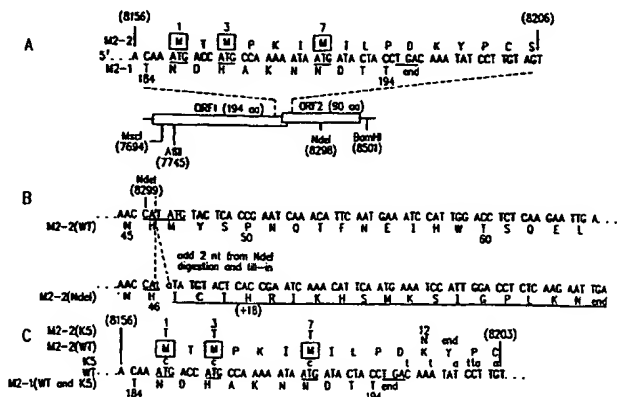 (8156) (8206)
A
1 3 7
M2-2 M T M P K I M I L P D K Y P C S
5' .. A CAA ATG ACC ATG CCA AAA ATA ATG ATA CTA CCT GAC AAA TAT CCT TGT AGT
M2-1 T N D H A K N N D T T end
184 194
ORF1 (194 aa) ORF2 (90 aa)
MscI (7694) AflII (7745) NdeI (8298) BamHI (8501)
B
NdeI (8299)
... AAC CAT ATG TAC TCA CCG AAT CAA ACA TTC AAT GAA ATC CAT TGG ACC TCT CAA GAA TTG A...
M2-2(WT) N H M Y S P N Q T F N E I H W T S Q E L
45 50 60
add 2 nt from NdeI digestion and fill-in
... AAC CAT aTA TGT ACT CAC CGA ATC AAA CAT TCA ATG AAA TCC ATT GGA CCT CTC AAG AAT TGA
M2-2(NdeI) N H I C T H R I K H S M K S I G P L K N end
46 (+18)
C
(8156) (8203)
M2-2(K5) T T T N end
1 3 7 12
M2-2(WT) M T M P K I M I L P D K Y P C
K5 c c c t t a tta a
WT ... A CAA ATG ACC ATG CCA AAA ATA ATG ATA CTA CCT GAC AAA TAT CCT TGT...
M2-1(WT and K5) T N D H A K N N D T T end
184 194